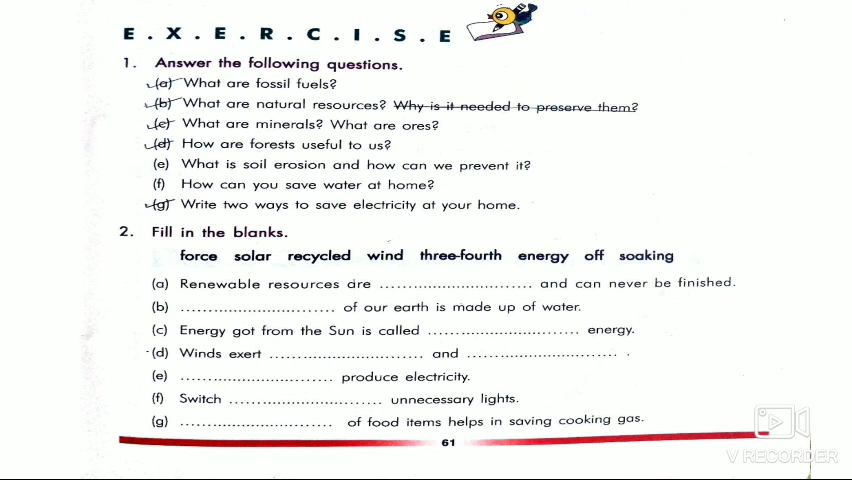 E . X . E . R . C . I . S . E
1. Answer the following questions.
(a) What are fossil fuels?
(b) What are natural resources? Why is it needed to preserve them?
(c) What are minerals? What are ores?
(d) How are forests useful to us?
(e) What is soil erosion and how can we prevent it?
(f) How can you save water at home?
(g) Write two ways to save electricity at your home.
2. Fill in the blanks.
force solar recycled wind three-fourth energy off soaking
(a) Renewable resources are .............................. and can never be finished.
(b) .............................. of our earth is made up of water.
(c) Energy got from the Sun is called .............................. energy.
(d) Winds exert .............................. and .............................. .
(e) .............................. produce electricity.
(f) Switch .............................. unnecessary lights.
(g) .............................. of food items helps in saving cooking gas.
61
V RECORDER